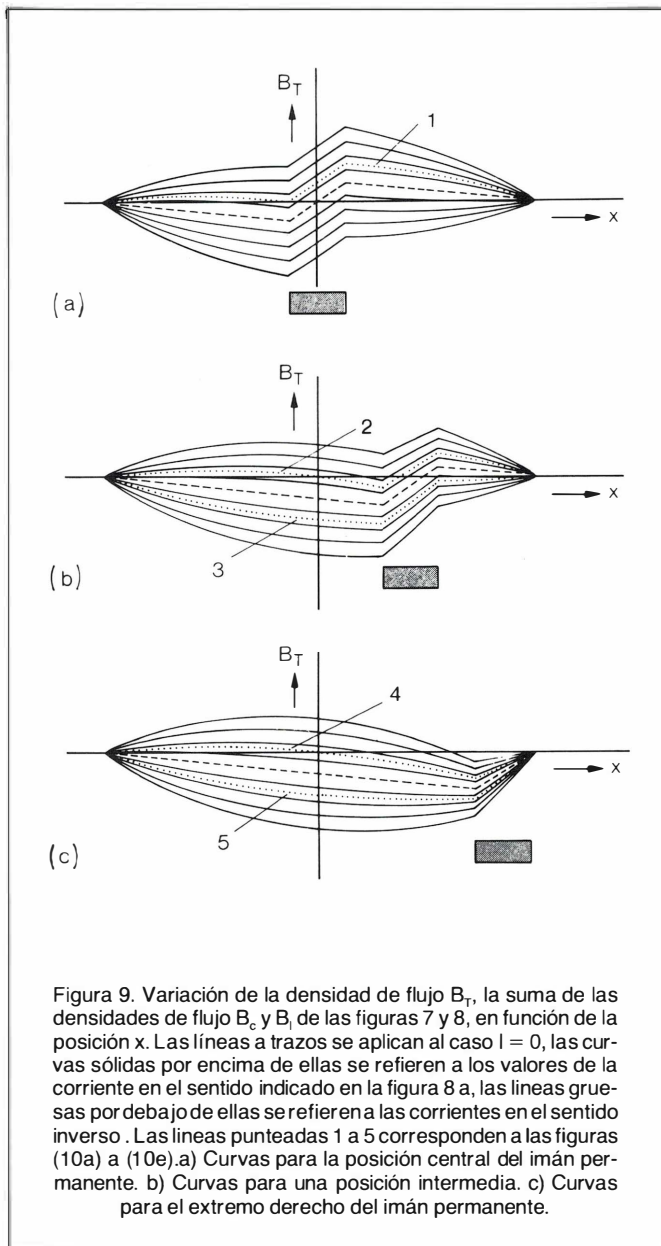 B_T
1
x
(a)
B_T
2
x
3
(b)
B_T
4
x
5
(c)
Figura 9. Variación de la densidad de flujo B_T, la suma de las
densidades de flujo B_c y B_I de las figuras 7 y 8, en función de la
posición x. Las líneas a trazos se aplican al caso I = 0, las cur-
vas sólidas por encima de ellas se refieren a los valores de la
corriente en el sentido indicado en la figura 8 a, las lineas grue-
sas por debajo de ellas se refieren a las corrientes en el sentido
inverso . Las lineas punteadas 1 a 5 corresponden a las figuras
(10a) a (10e).a) Curvas para la posición central del imán per-
manente. b) Curvas para una posición intermedia. c) Curvas
para el extremo derecho del imán permanente.